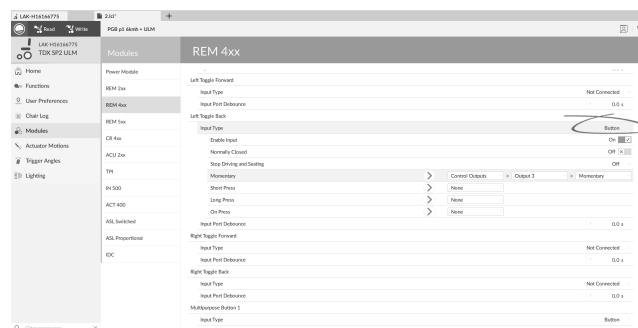 LAK-H16166775
2.lci*
+
Read
Write
PGB p5 6kmh + ULM
LAK-H16166775
TDX SP2 ULM
Modules
REM 4xx
Home
Functions
User Preferences
Chair Log
Modules
Actuator Motions
Trigger Angles
Lighting
Power Module
REM 2xx
REM 4xx
REM 5xx
CR 4xx
ACU 2xx
TPI
IN 500
ACT 400
ASL Switched
ASL Proportional
IDC
Left Toggle Forward
Input Type Not Connected
Input Port Debounce 0.0 s
Left Toggle Back
Input Type Button
Enable Input On
Normally Closed Off
Stop Driving and Seating Off
Momentary Control Outputs Output 3 Momentary
Short Press None
Long Press None
On Press None
Input Port Debounce 0.0 s
Right Toggle Forward
Input Type Not Connected
Input Port Debounce 0.0 s
Right Toggle Back
Input Type Not Connected
Input Port Debounce 0.0 s
Multipurpose Button 1
Input Type Button